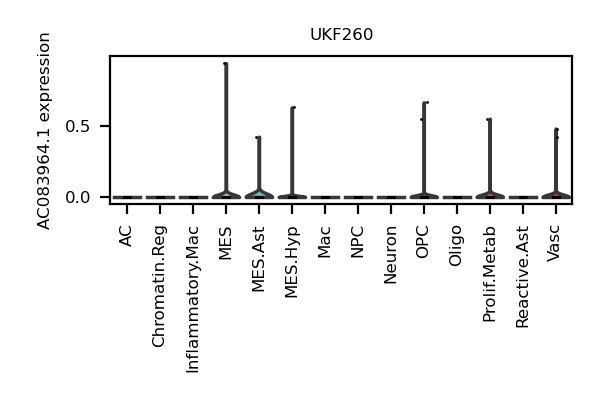 UKF260
AC083964.1 expression
0.5
0.0
AC
Chromatin.Reg
Inflammatory.Mac
MES
MES.Ast
MES.Hyp
Mac
NPC
Neuron
OPC
Oligo
Prolif.Metab
Reactive.Ast
Vasc